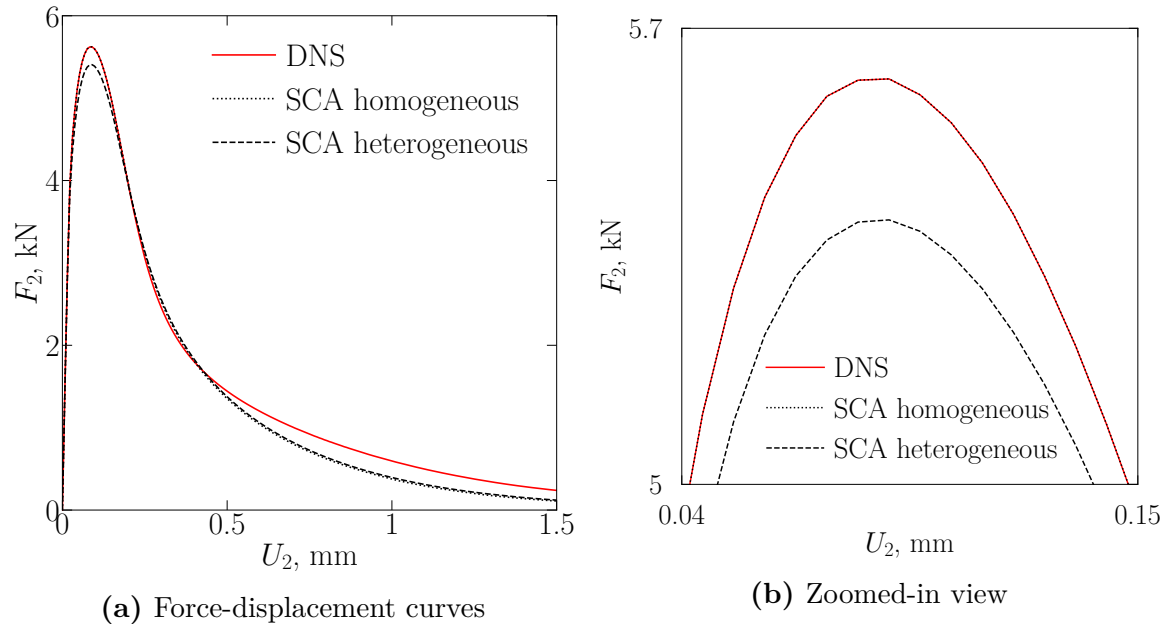 6
4
2
0
F₂, kN
DNS
SCA homogeneous
SCA heterogeneous
0
0.5
1
1.5
U₂, mm
(a) Force-displacement curves
5.7
5
F₂, kN
DNS
SCA homogeneous
SCA heterogeneous
0.04
0.15
U₂, mm
(b) Zoomed-in view